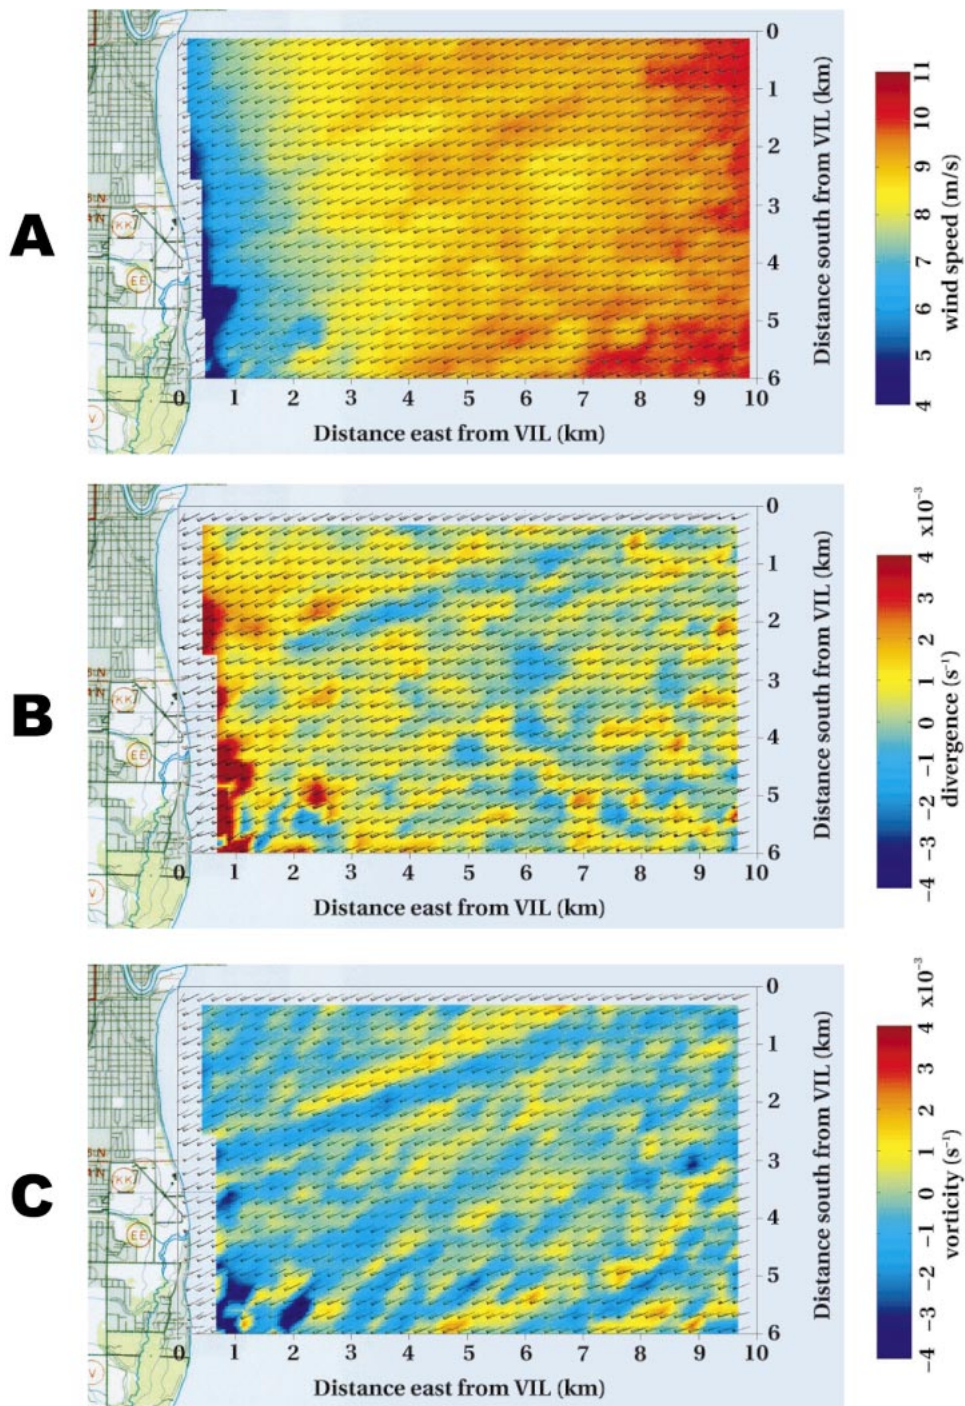 A
KK
EE
V
0
1
2
3
4
5
6
Distance south from VIL (km)
0 1 2 3 4 5 6 7 8 9 10
Distance east from VIL (km)
4 5 6 7 8 9 10 11
wind speed (m/s)
B
KK
EE
V
0
1
2
3
4
5
6
Distance south from VIL (km)
0 1 2 3 4 5 6 7 8 9 10
Distance east from VIL (km)
−4 −3 −2 −1 0 1 2 3 4
x10⁻³
divergence (s⁻¹)
C
KK
EE
V
0
1
2
3
4
5
6
Distance south from VIL (km)
0 1 2 3 4 5 6 7 8 9 10
Distance east from VIL (km)
−4 −3 −2 −1 0 1 2 3 4
x10⁻³
vorticity (s⁻¹)